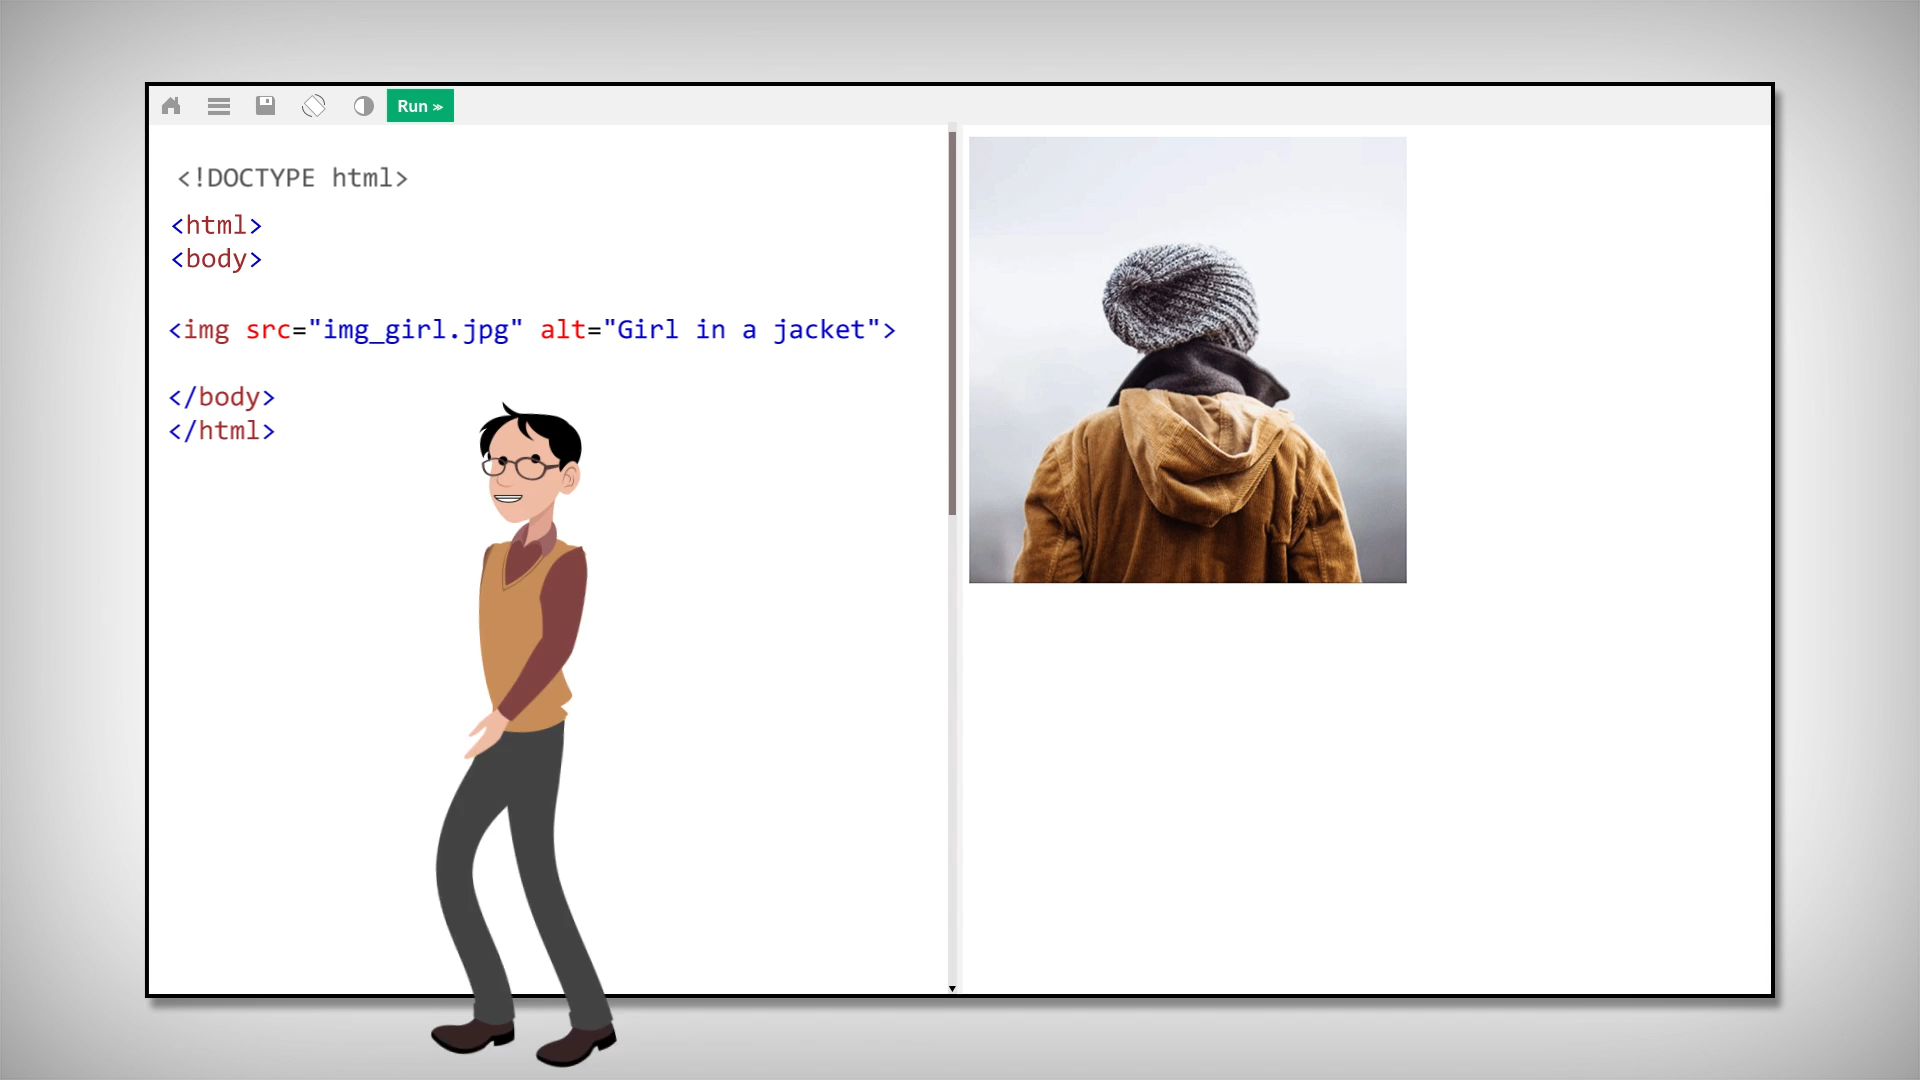 Run »
<!DOCTYPE html>
<html>
<body>
<img src="img_girl.jpg" alt="Girl in a jacket">
</body>
</html>